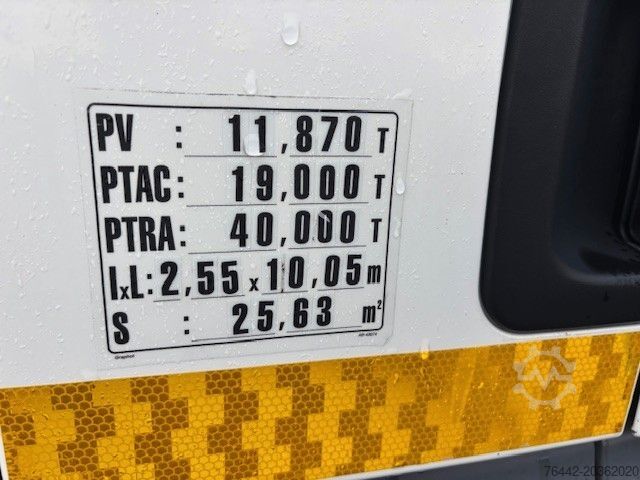 PV : 11,870 T
PTAC: 19,000 T
PTRA: 40,000 T
lxL: 2,55 x 10,05 m
S : 25,63 m²
Graphot
76442-20362020